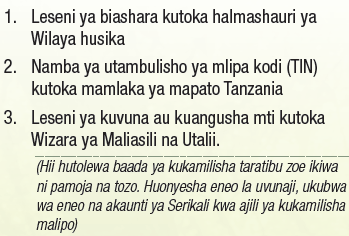 1. Leseni ya biashara kutoka halmashauri ya
Wilaya husika
2. Namba ya utambulisho ya mlipa kodi (TIN)
kutoka mamlaka ya mapato Tanzania
3. Leseni ya kuvuna au kuangusha mti kutoka
Wizara ya Maliasili na Utalii.
(Hii hutolewa baada ya kukamilisha taratibu zoe ikiwa
ni pamoja na tozo. Huonyesha eneo la uvunaji, ukubwa
wa eneo na akaunti ya Serikali kwa ajili ya kukamilisha
malipo)